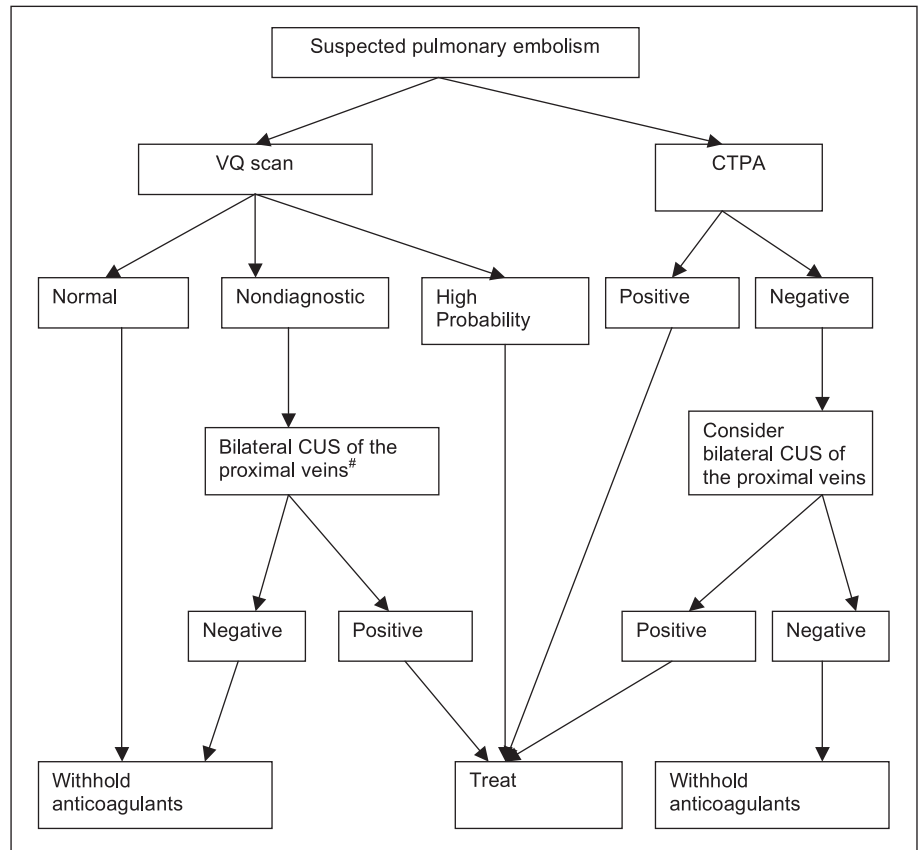 Suspected pulmonary embolism
VQ scan
CTPA
Normal
Nondiagnostic
High
Probability
Positive
Negative
Bilateral CUS of the
proximal veins#
Consider
bilateral CUS of
the proximal veins
Negative
Positive
Positive
Negative
Withhold
anticoagulants
Treat
Withhold
anticoagulants